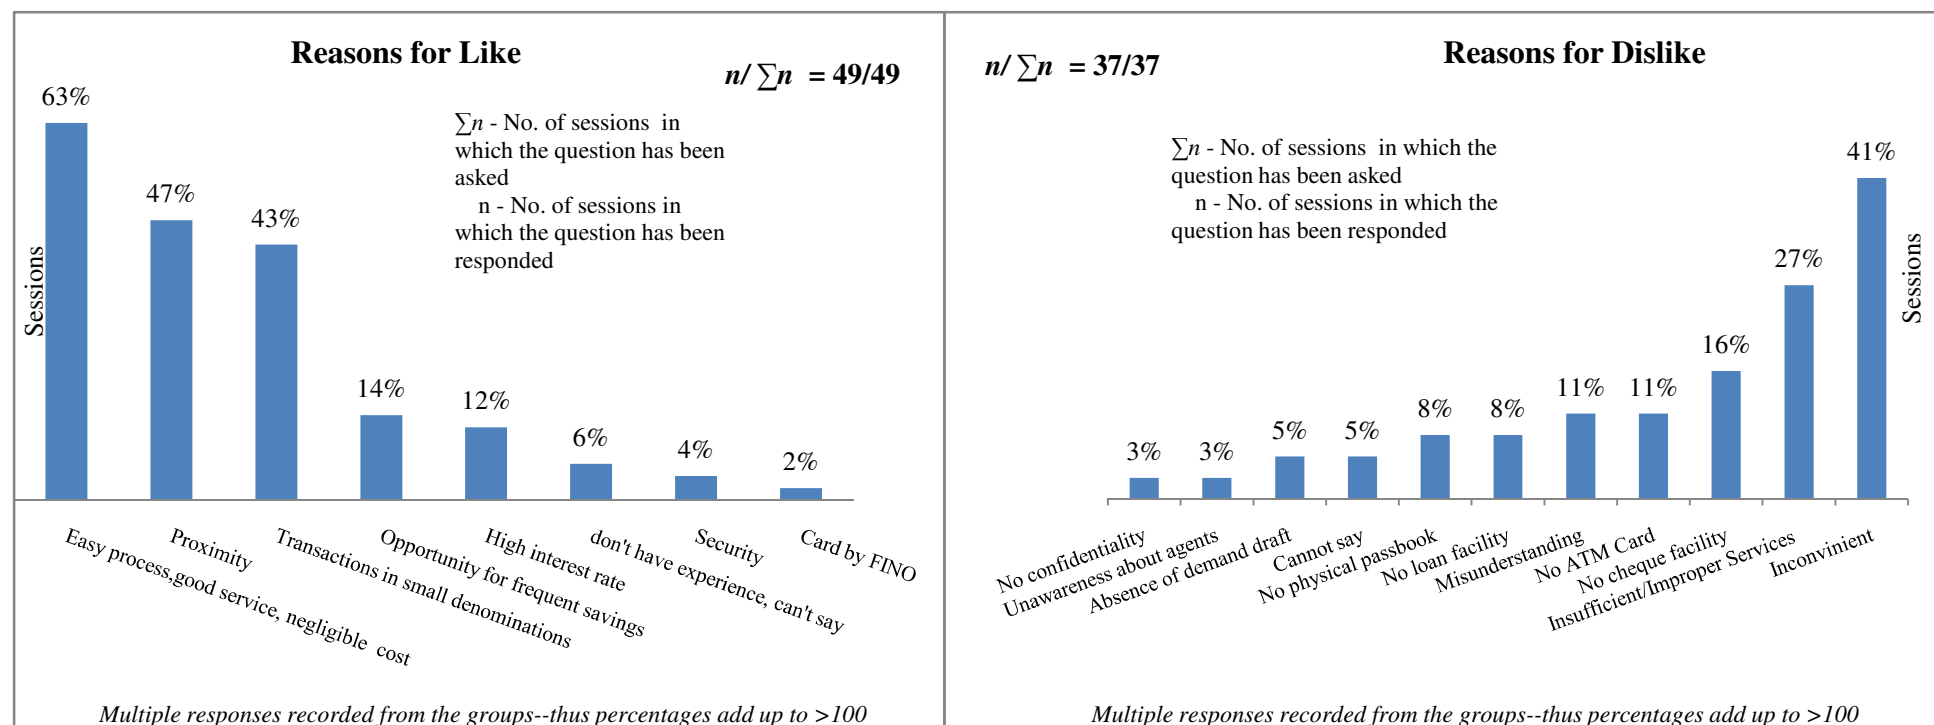 Reasons for Like
n/ ∑n = 49/49
63%
47%
43%
14%
12%
6%
4%
2%
∑n - No. of sessions in
which the question has been
asked
n - No. of sessions in
which the question has been
responded
Sessions
Easy process,good service, negligible cost
Proximity
Transactions in small denominations
Opportunity for frequent savings
High interest rate
don't have experience, can't say
Security
Card by FINO
Multiple responses recorded from the groups--thus percentages add up to >100
Reasons for Dislike
n/ ∑n = 37/37
∑n - No. of sessions in which the
question has been asked
n - No. of sessions in which the
question has been responded
3%
3%
5%
5%
8%
8%
11%
11%
16%
27%
41%
Sessions
No confidentiality
Unawareness about agents
Absence of demand draft
Cannot say
No physical passbook
No loan facility
Misunderstanding
No ATM Card
No cheque facility
Insufficient/Improper Services
Inconvinient
Multiple responses recorded from the groups--thus percentages add up to >100